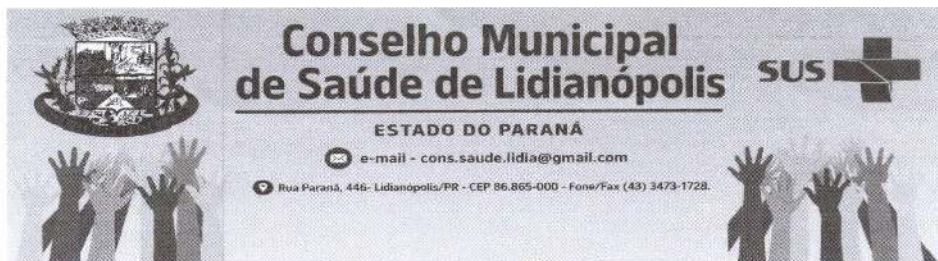 Conselho Municipal
de Saúde de Lidianópolis
SUS
ESTADO DO PARANÁ
e-mail - cons.saude.lidia@gmail.com
Rua Paraná, 446- Lidianópolis/PR - CEP 86.865-000 - Fone/Fax (43) 3473-1728.